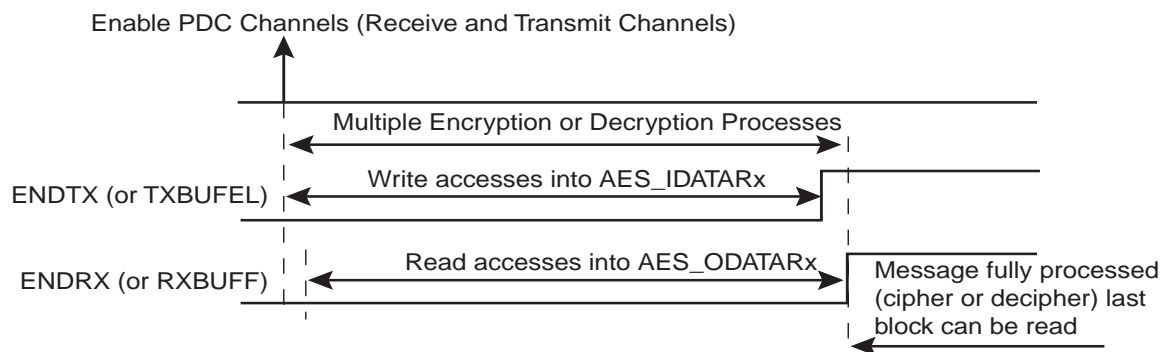 Enable PDC Channels (Receive and Transmit Channels)
Multiple Encryption or Decryption Processes
ENDTX (or TXBUFEL)
Write accesses into AES_IDATARx
ENDRX (or RXBUFF)
Read accesses into AES_ODATARx
Message fully processed
(cipher or decipher) last
block can be read